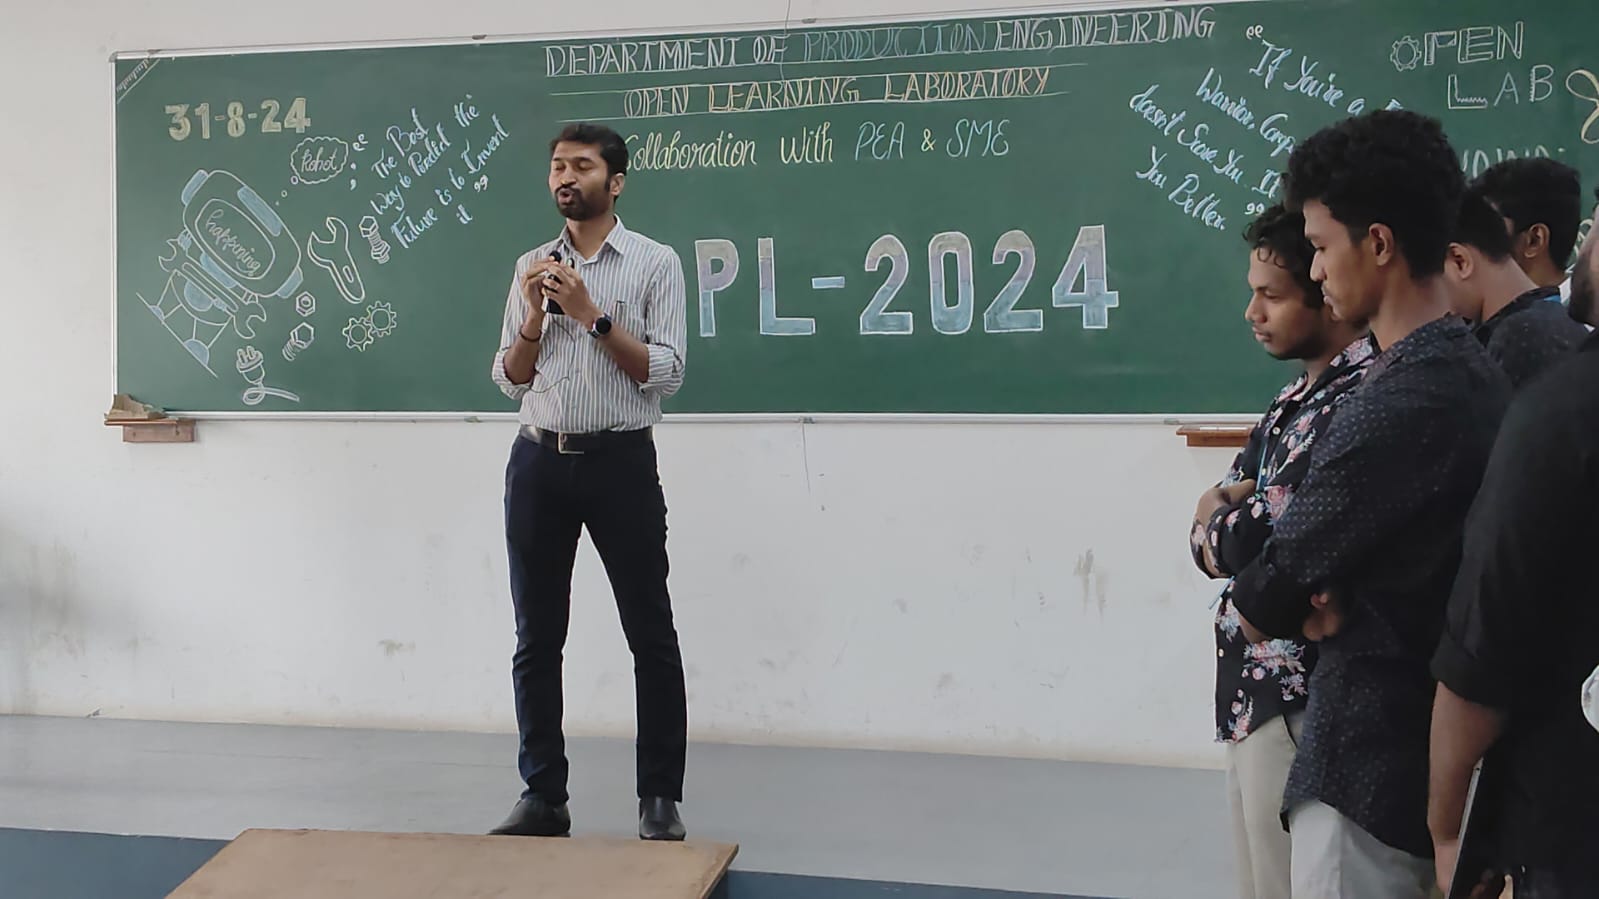 DEPARTMENT OF PRODUCTION ENGINEERING
OPEN LEARNING LABORATORY
Collaboration With PEA & SME
PL-2024
31-8-24
Robot
happening
"The Best
Way to Predict the
Future is to Invent
it"
"If You're a
Warrior,
doesn't Scare You. It
You Better."
OPEN
LAB